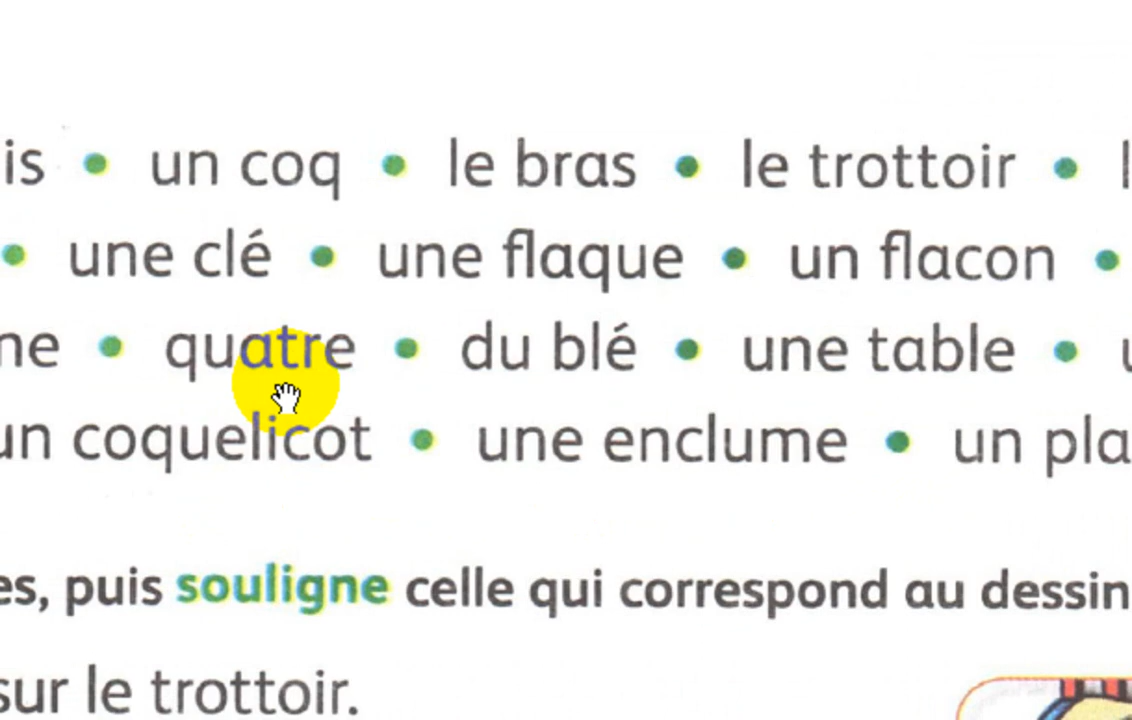 is • un coq • le bras • le trottoir •
• une clé • une flaque • un flacon •
ne • quatre • du blé • une table •
un coquelicot • une enclume • un pla
es, puis souligne celle qui correspond au dessin
sur le trottoir.